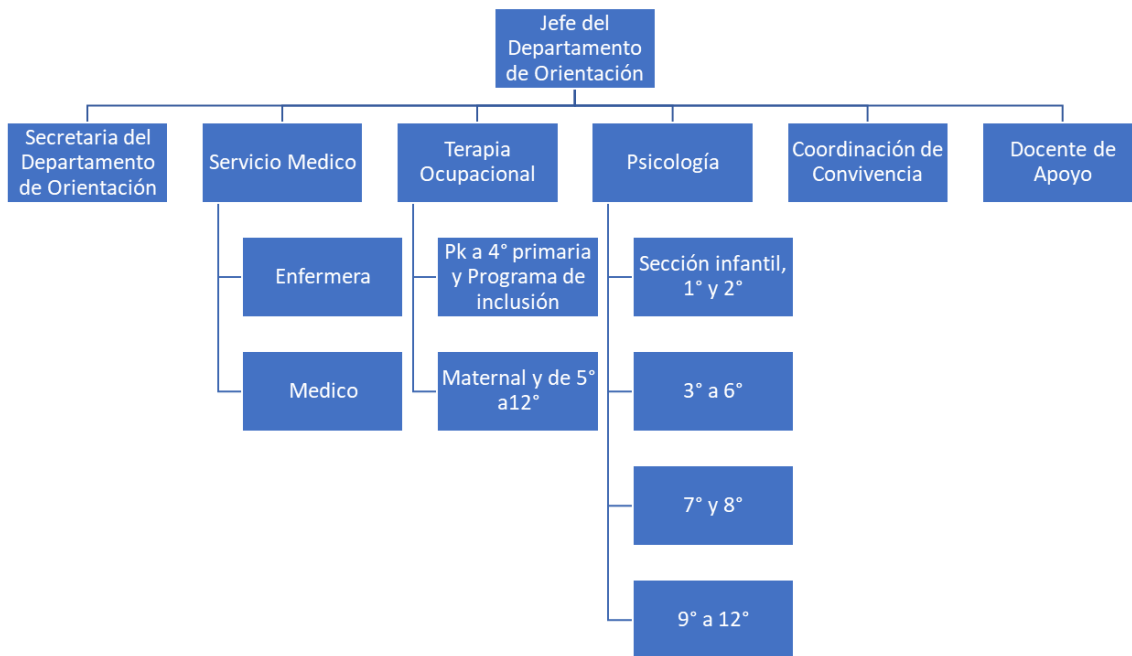 Jefe del
Departamento
de Orientación
Secretaria del
Departamento
de Orientación
Servicio Medico
Terapia
Ocupacional
Psicología
Coordinación de
Convivencia
Docente de
Apoyo
Enfermera
Medico
Pk a 4° primaria
y Programa de
inclusión
Maternal y de 5°
a12°
Sección infantil,
1° y 2°
3° a 6°
7° y 8°
9° a 12°